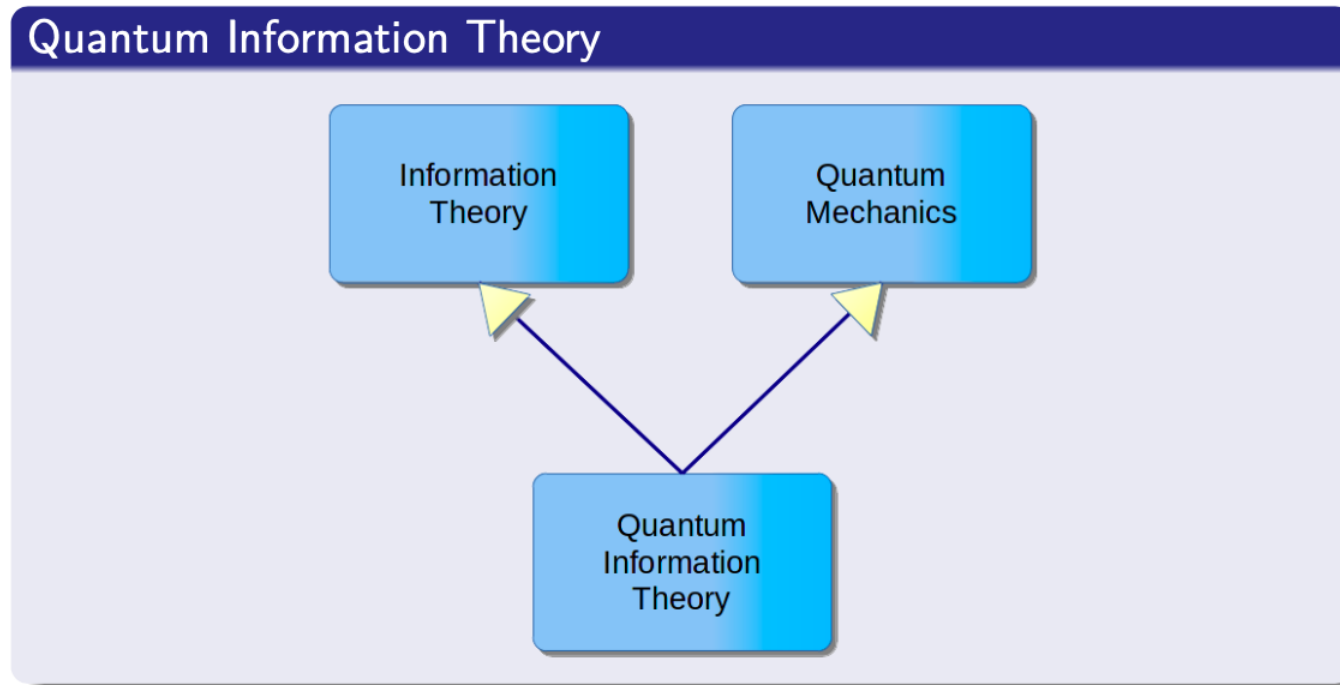 Quantum Information Theory
Information
Theory
Quantum
Mechanics
Quantum
Information
Theory